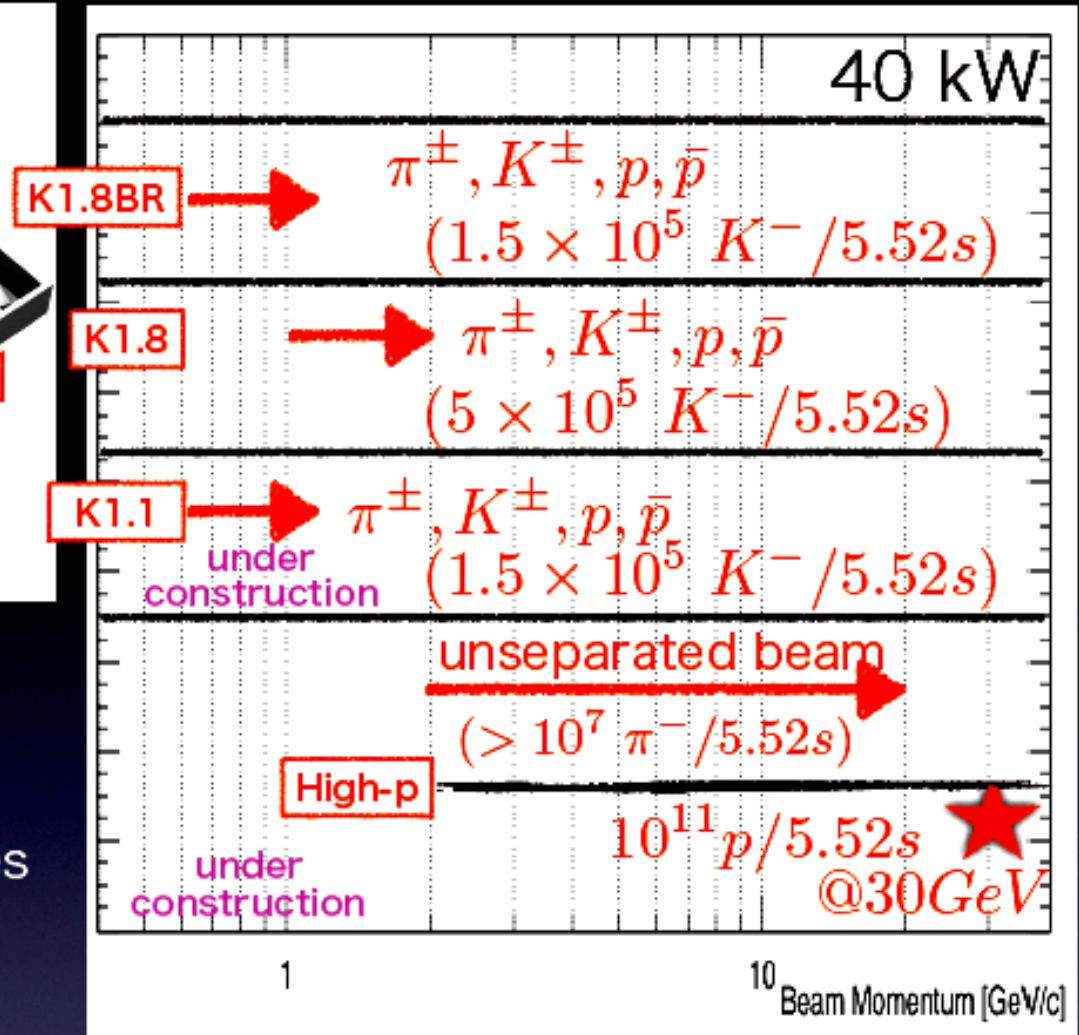 40 kW
K1.8BR
π±, K±, p, p̄
(1.5 × 10⁵ K⁻/5.52s)
K1.8
π±, K±, p, p̄
(5 × 10⁵ K⁻/5.52s)
K1.1
π±, K±, p, p̄
under
construction
(1.5 × 10⁵ K⁻/5.52s)
unseparated beam
(> 10⁷ π⁻/5.52s)
High-p
10¹¹p/5.52s
@30GeV
under
construction
1
10
Beam Momentum [GeV/c]